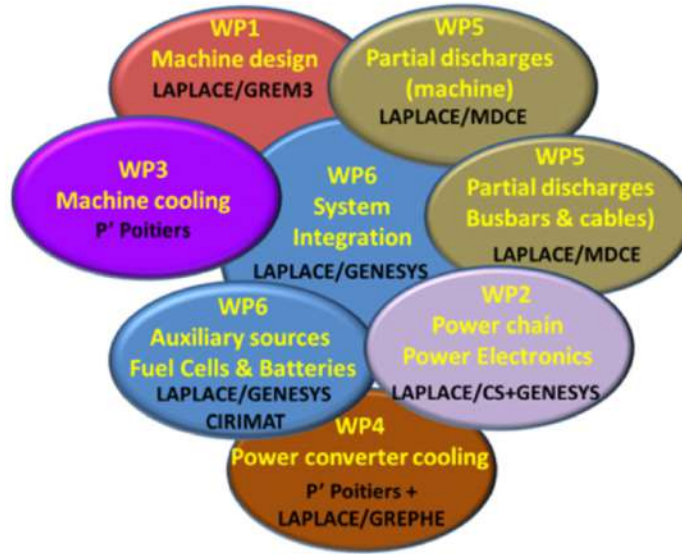 WP1
Machine design
LAPLACE/GREM3
WP5
Partial discharges
(machine)
LAPLACE/MDCE
WP3
Machine cooling
P' Poitiers
WP6
System
Integration
LAPLACE/GENESYS
WP5
Partial discharges
Busbars & cables)
LAPLACE/MDCE
WP6
Auxiliary sources
Fuel Cells & Batteries
LAPLACE/GENESYS
CIRIMAT
WP2
Power chain
Power Electronics
LAPLACE/CS+GENESYS
WP4
Power converter cooling
P' Poitiers +
LAPLACE/GREPHE